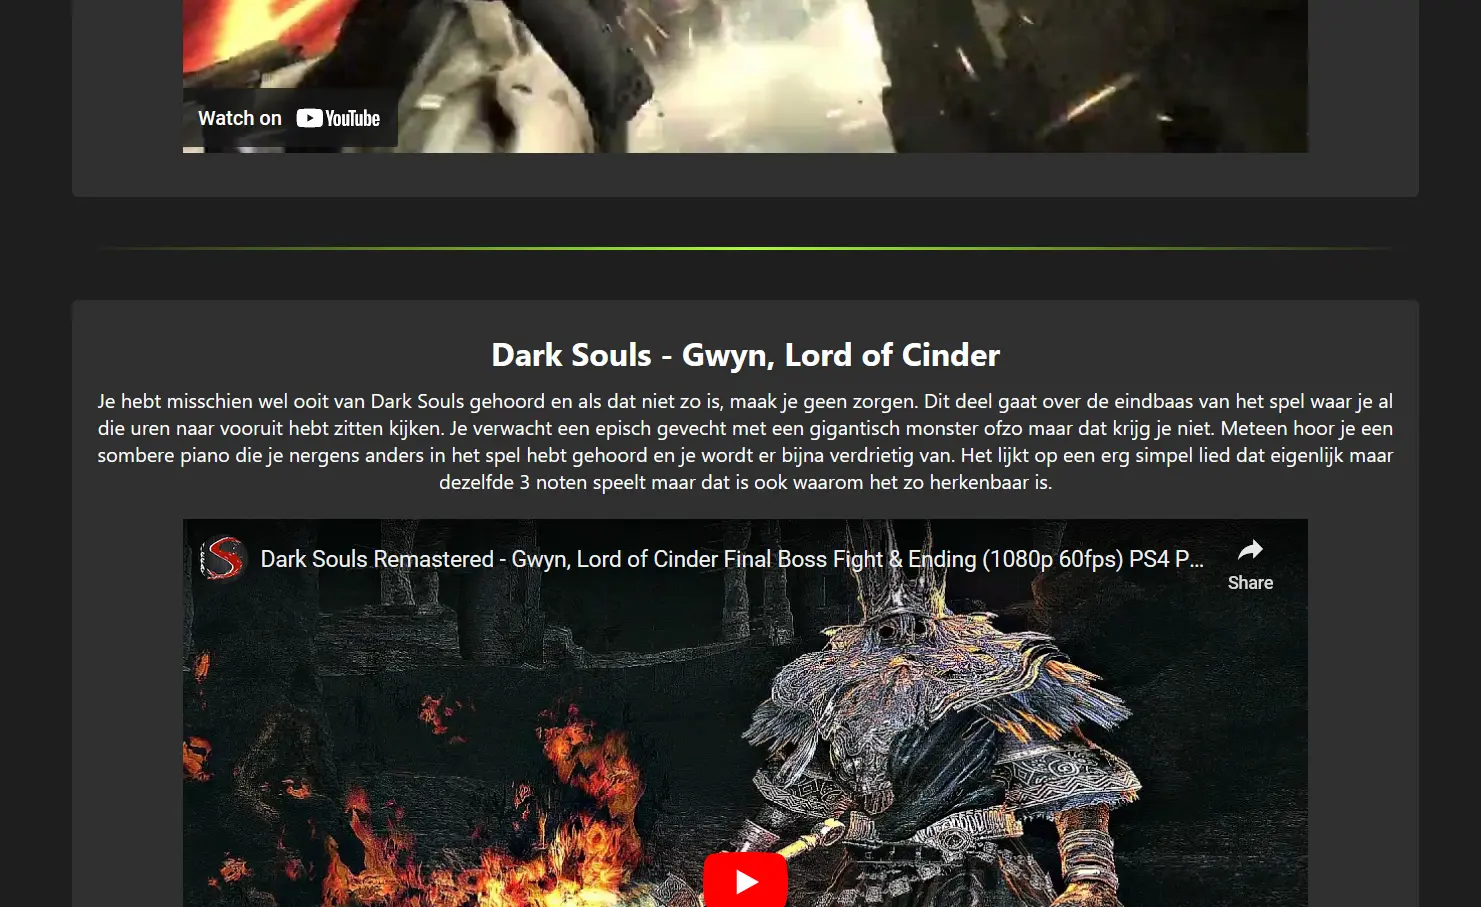 Watch on YouTube
Dark Souls - Gwyn, Lord of Cinder
Je hebt misschien wel ooit van Dark Souls gehoord en als dat niet zo is, maak je geen zorgen. Dit deel gaat over de eindbaas van het spel waar je al
die uren naar vooruit hebt zitten kijken. Je verwacht een episch gevecht met een gigantisch monster ofzo maar dat krijg je niet. Meteen hoor je een
sombere piano die je nergens anders in het spel hebt gehoord en je wordt er bijna verdrietig van. Het lijkt op een erg simpel lied dat eigenlijk maar
dezelfde 3 noten speelt maar dat is ook waarom het zo herkenbaar is.
Dark Souls Remastered - Gwyn, Lord of Cinder Final Boss Fight & Ending (1080p 60fps) PS4 P...
Share